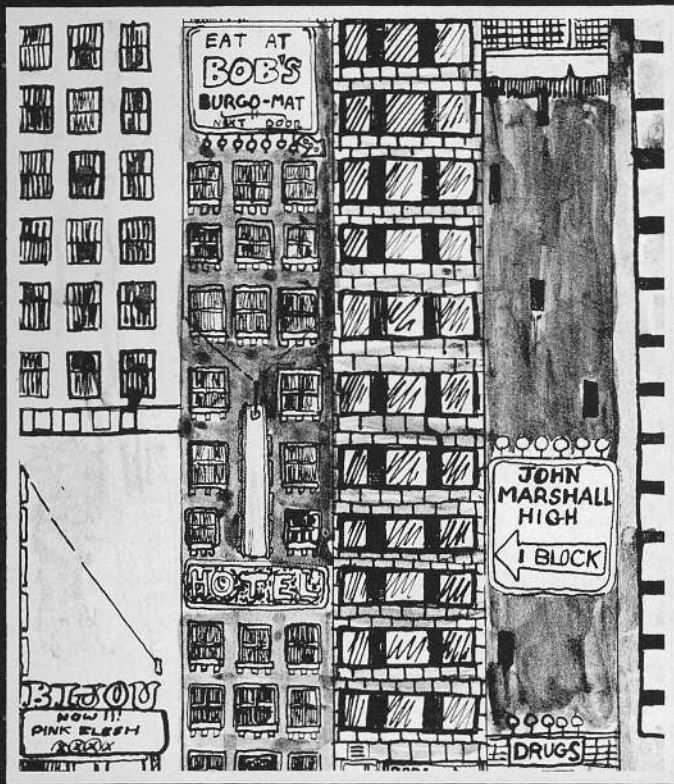 EAT AT
BOB'S
BURGO-MAT
NEXT DOOR
JOHN
MARSHALL
HIGH
1 BLOCK
HOTEL
BIJOU
NOW!!
PINK FLESH
XXXX
DRUGS